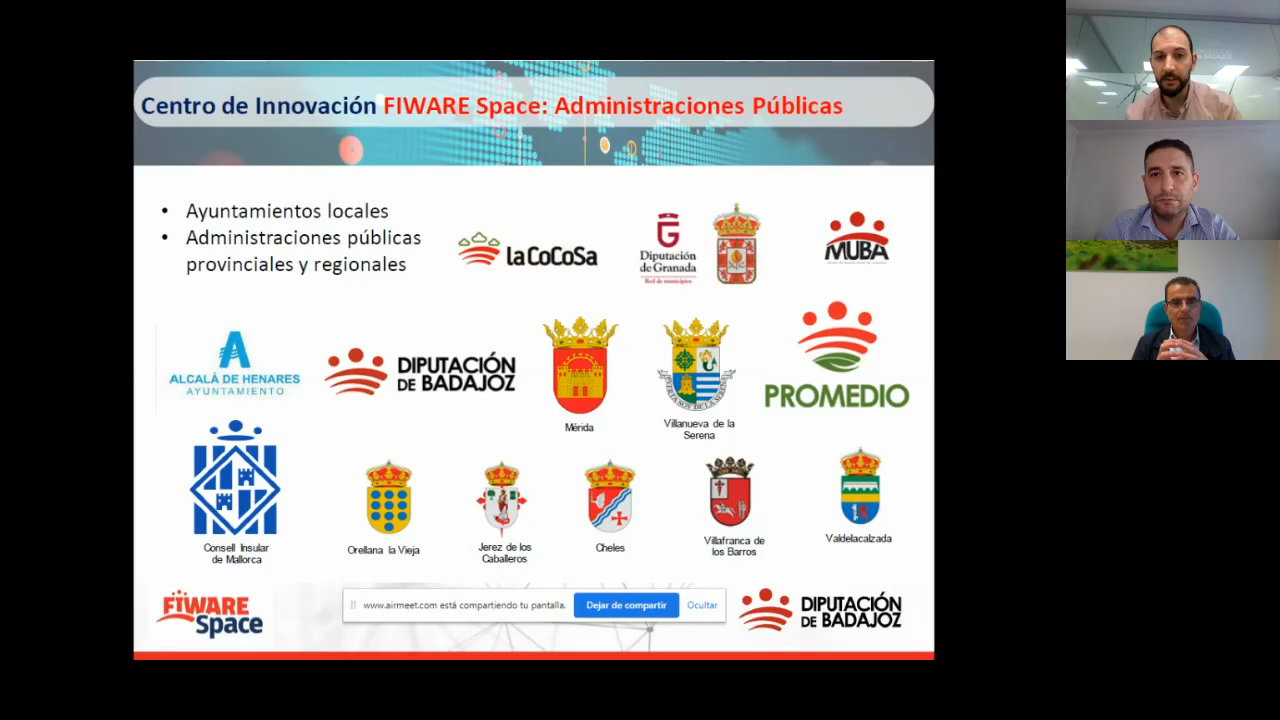 Centro de Innovación FIWARE Space: Administraciones Públicas
• Ayuntamientos locales
• Administraciones públicas
provinciales y regionales
laCoCoSa
Diputación
de Granada
Red de municipios
MUBA
ALCALÁ DE HENARES
AYUNTAMIENTO
DIPUTACIÓN
DE BADAJOZ
Mérida
Villanueva de la
Serena
PROMEDIO
Consell Insular
de Mallorca
Orellana la Vieja
Jerez de los
Caballeros
Cheles
Villafranca de
los Barros
Valdelacalzada
FIWARE
Space
www.airmeet.com está compartiendo tu pantalla.
Dejar de compartir
Ocultar
DIPUTACIÓN
DE BADAJOZ